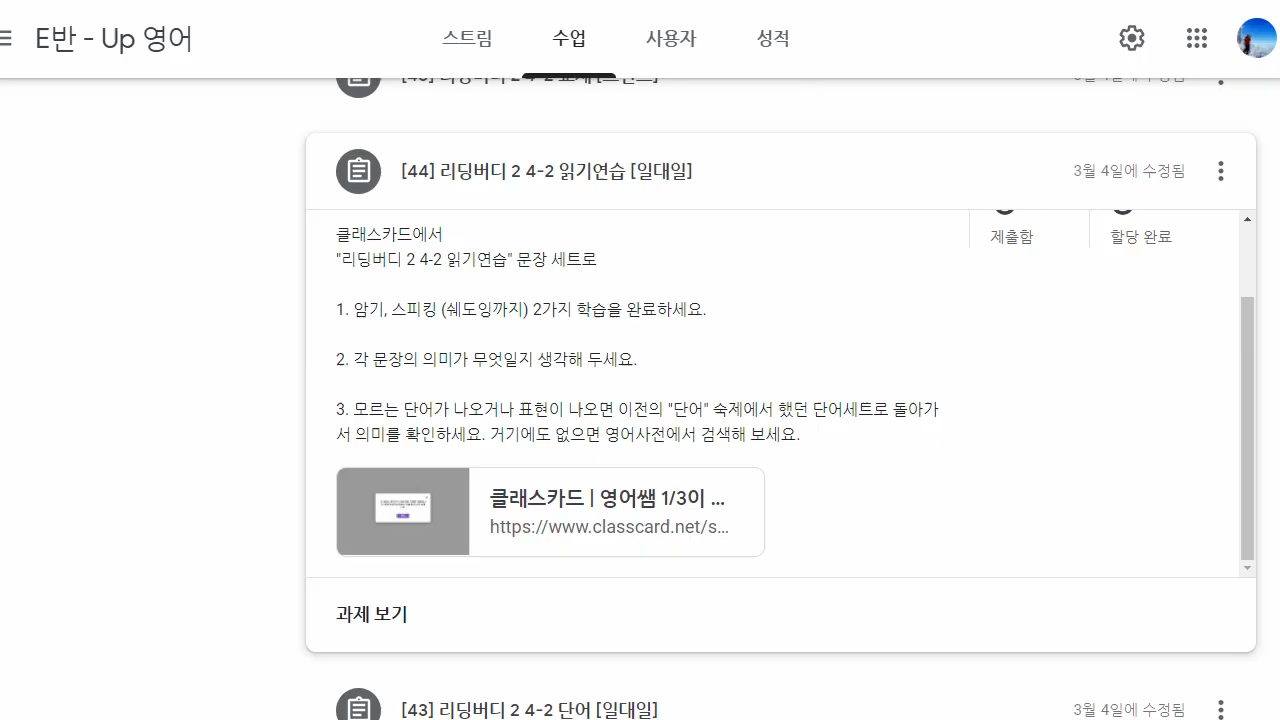 E반 - Up 영어
스트림
수업
사용자
성적
[44] 리딩버디 2 4-2 읽기연습 [일대일]
3월 4일에 수정됨
클래스카드에서
"리딩버디 2 4-2 읽기연습" 문장 세트로
제출함
할당 완료
1. 암기, 스피킹 (쉐도잉까지) 2가지 학습을 완료하세요.
2. 각 문장의 의미가 무엇일지 생각해 두세요.
3. 모르는 단어가 나오거나 표현이 나오면 이전의 "단어" 숙제에서 했던 단어세트로 돌아가
서 의미를 확인하세요. 거기에도 없으면 영어사전에서 검색해 보세요.
클래스카드 | 영어쌤 1/3이 ...
https://www.classcard.net/s...
과제 보기
[43] 리딩버디 2 4-2 단어 [일대일]
3월 4일에 수정됨